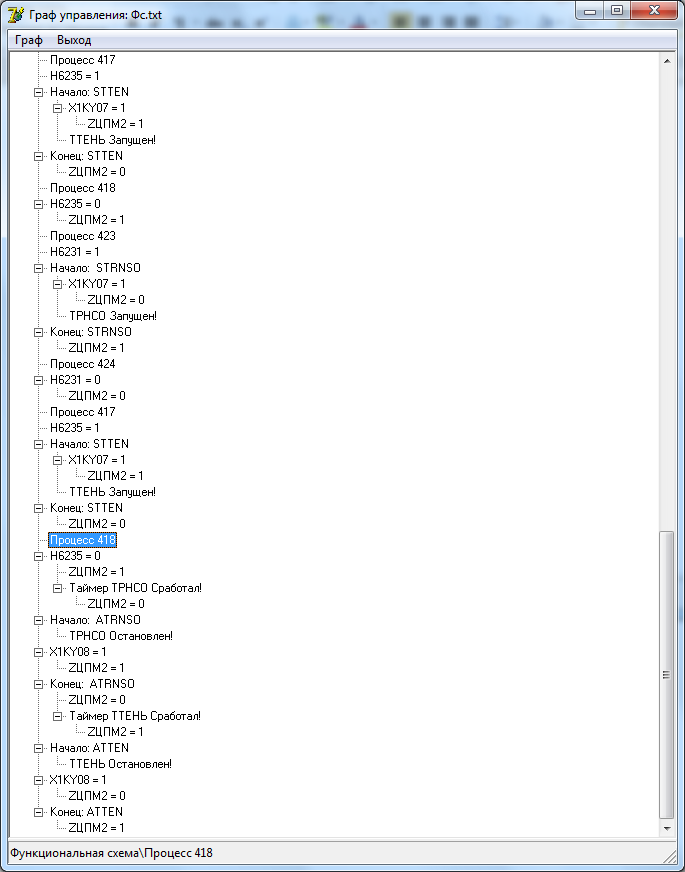 Граф управления: Фс.txt
Граф Выход
Процесс 417
H6235 = 1
Начало: STTEN
X1KY07 = 1
ZЦПМ2 = 1
ТТЕНЬ Запущен!
Конец: STTEN
ZЦПМ2 = 0
Процесс 418
H6235 = 0
ZЦПМ2 = 1
Процесс 423
H6231 = 1
Начало: STRNSO
X1KY07 = 1
ZЦПМ2 = 0
ТРНСО Запущен!
Конец: STRNSO
ZЦПМ2 = 1
Процесс 424
H6231 = 0
ZЦПМ2 = 0
Процесс 417
H6235 = 1
Начало: STTEN
X1KY07 = 1
ZЦПМ2 = 1
ТТЕНЬ Запущен!
Конец: STTEN
ZЦПМ2 = 0
Процесс 418
H6235 = 0
ZЦПМ2 = 1
Таймер ТРНСО Сработал!
ZЦПМ2 = 0
Начало: ATRNSO
ТРНСО Остановлен!
X1KY08 = 1
ZЦПМ2 = 1
Конец: ATRNSO
ZЦПМ2 = 0
Таймер ТТЕНЬ Сработал!
ZЦПМ2 = 1
Начало: ATTEN
ТТЕНЬ Остановлен!
X1KY08 = 1
ZЦПМ2 = 0
Конец: ATTEN
ZЦПМ2 = 1
Функциональная схема\Процесс 418